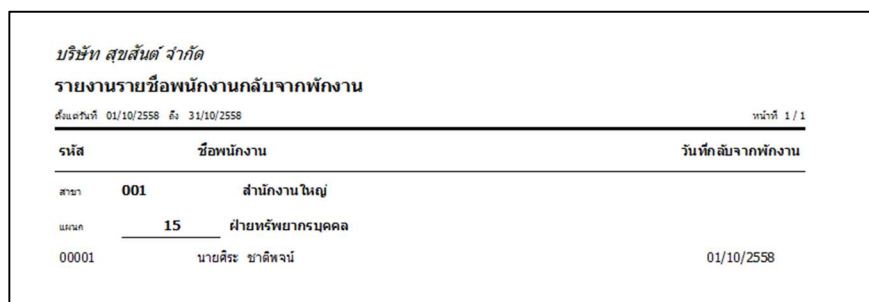 บริษัท สุขสันต์ จำกัด
รายงานรายชื่อพนักงานกลับจากพักงาน
ตั้งแต่วันที่ 01/10/2558 ถึง 31/10/2558 หน้าที่ 1 / 1
รหัส ชื่อพนักงาน วันที่กลับจากพักงาน
สาขา 001 สำนักงานใหญ่
แผนก 15 ฝ่ายทรัพยากรบุคคล
00001 นายศิระ ชาติพจน์ 01/10/2558